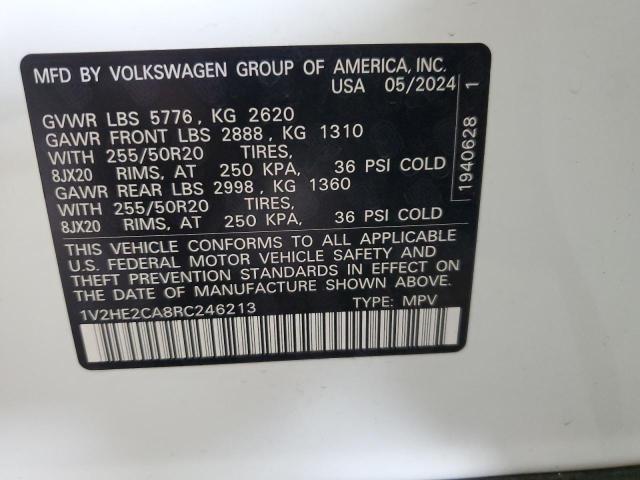 MFD BY VOLKSWAGEN GROUP OF AMERICA, INC.
USA 05/2024
GVWR LBS 5776, KG 2620
GAWR FRONT LBS 2888, KG 1310
WITH 255/50R20 TIRES,
8JX20 RIMS, AT 250 KPA, 36 PSI COLD
GAWR REAR LBS 2998, KG 1360
WITH 255/50R20 TIRES,
8JX20 RIMS, AT 250 KPA, 36 PSI COLD
THIS VEHICLE CONFORMS TO ALL APPLICABLE
U.S. FEDERAL MOTOR VEHICLE SAFETY AND
THEFT PREVENTION STANDARDS IN EFFECT ON
THE DATE OF MANUFACTURE SHOWN ABOVE.
1V2HE2CA8RC246213 TYPE: MPV
1940628 1